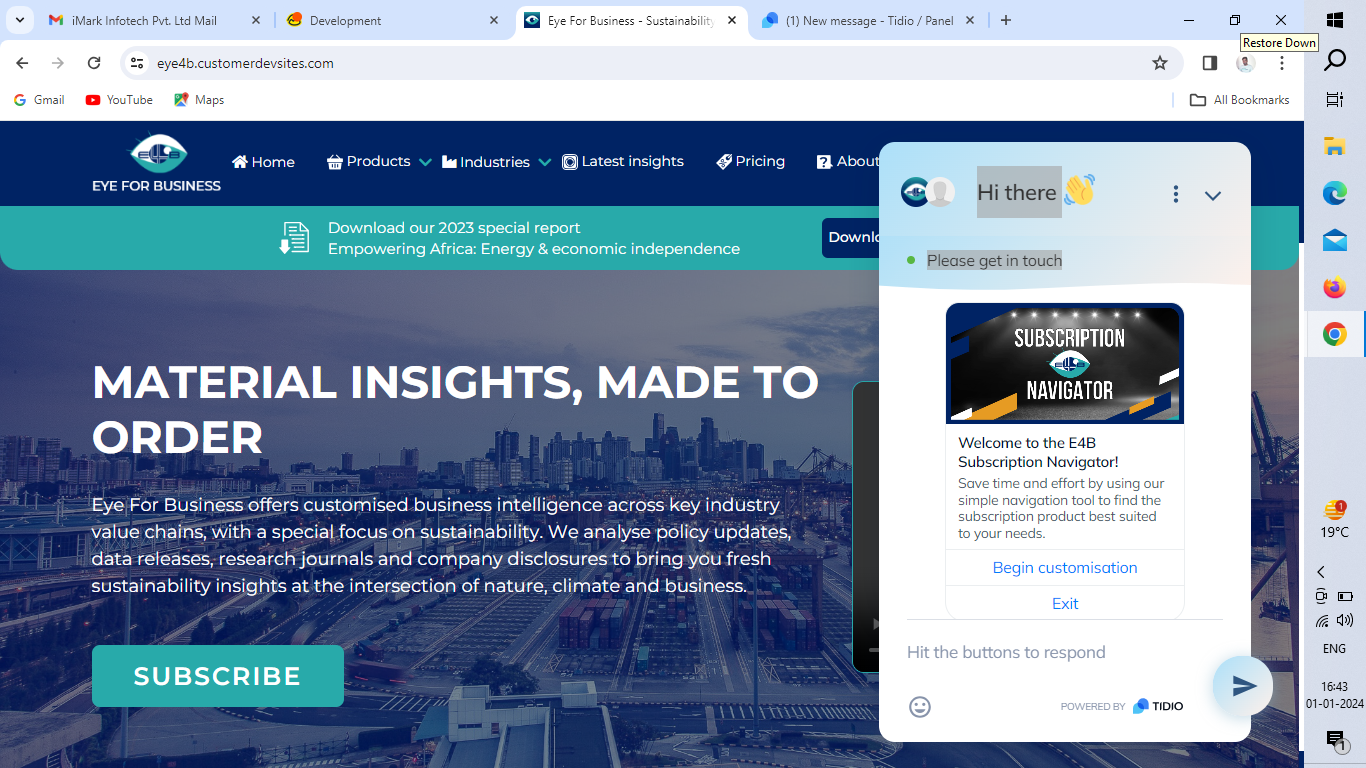 iMark Infotech Pvt. Ltd Mail
Development
Eye For Business - Sustainability
(1) New message - Tidio / Panel
Restore Down
eye4b.customerdevsites.com
Gmail
YouTube
Maps
All Bookmarks
E4B
EYE FOR BUSINESS
Home
Products
Industries
Latest insights
Pricing
About
Download our 2023 special report
Empowering Africa: Energy & economic independence
Downlo
MATERIAL INSIGHTS, MADE TO
ORDER
Eye For Business offers customised business intelligence across key industry
value chains, with a special focus on sustainability. We analyse policy updates,
data releases, research journals and company disclosures to bring you fresh
sustainability insights at the intersection of nature, climate and business.
SUBSCRIBE
Hi there 👋
Please get in touch
SUBSCRIPTION
E4B
NAVIGATOR
Welcome to the E4B
Subscription Navigator!
Save time and effort by using our
simple navigation tool to find the
subscription product best suited
to your needs.
Begin customisation
Exit
Hit the buttons to respond
POWERED BY TIDIO
1
19°C
ENG
16:43
01-01-2024
1